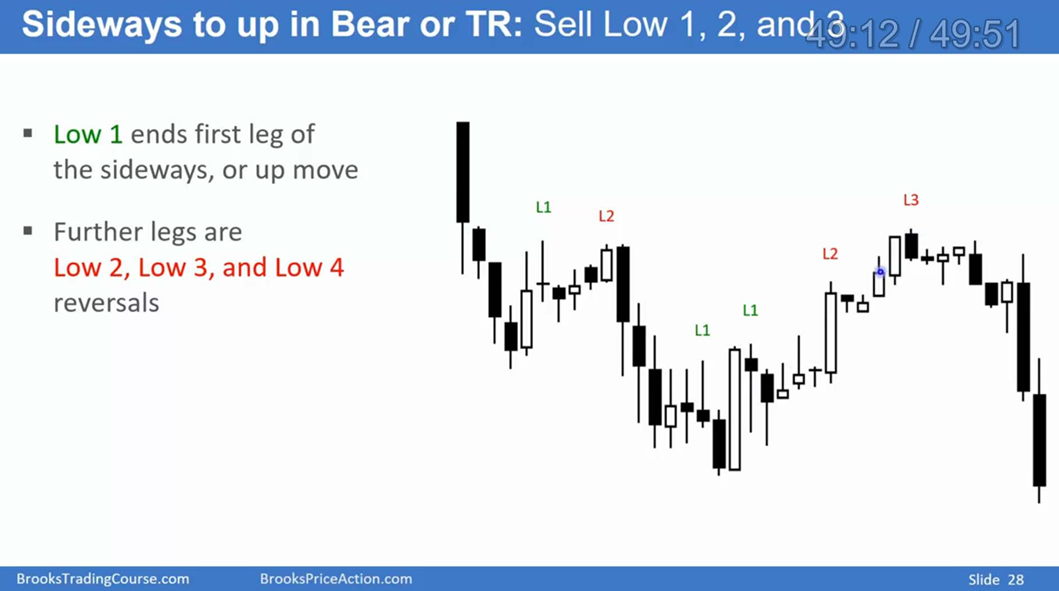 Sideways to up in Bear or TR: Sell Low 1, 2, and 3
49:12 / 49:51
▪ Low 1 ends first leg of
the sideways, or up move
▪ Further legs are
Low 2, Low 3, and Low 4
reversals
L1
L2
L1
L1
L2
L3
BrooksTradingCourse.com
BrooksPriceAction.com
Slide 28